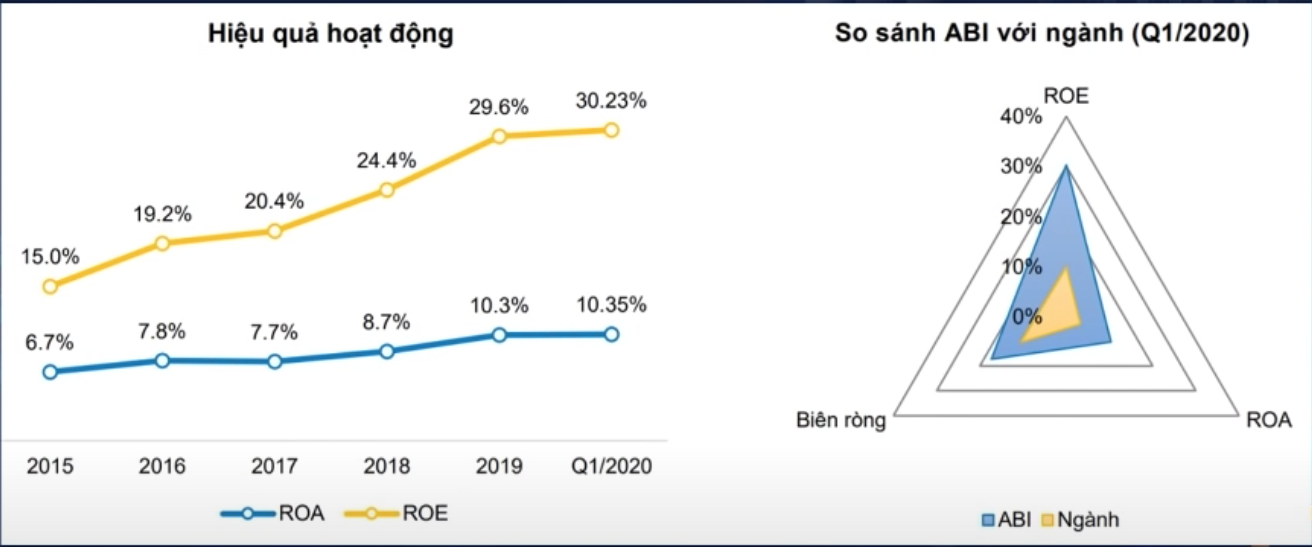 Hiệu quả hoạt động
15.0%
19.2%
20.4%
24.4%
29.6%
30.23%
6.7%
7.8%
7.7%
8.7%
10.3%
10.35%
2015
2016
2017
2018
2019
Q1/2020
ROA
ROE
So sánh ABI với ngành (Q1/2020)
ROE
40%
30%
20%
10%
0%
Biên ròng
ROA
ABI
Ngành